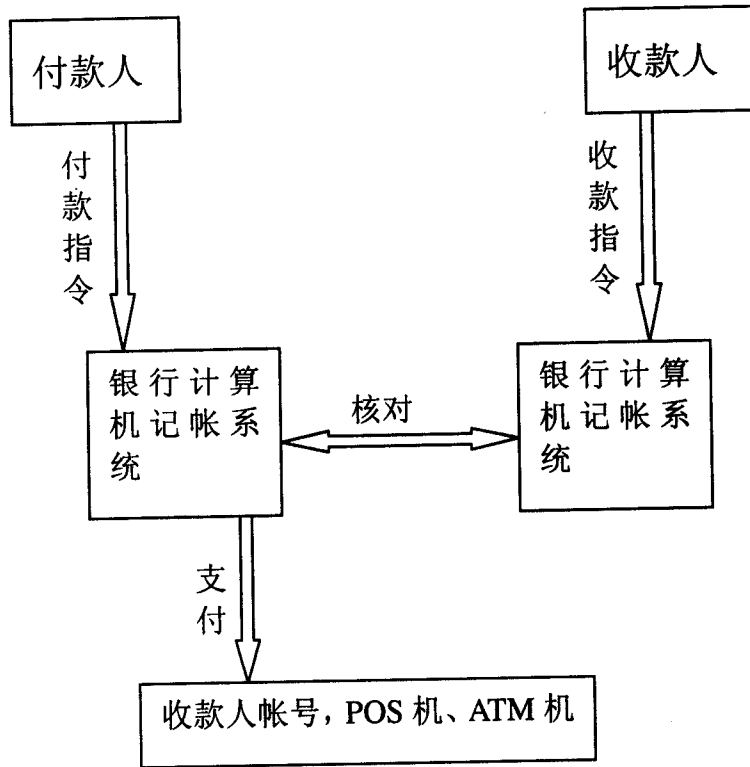 付款人
收款人
付款指令
收款指令
银行计算
机记帐系
统
核对
银行计算
机记帐系
统
支付
收款人帐号，POS 机、ATM 机